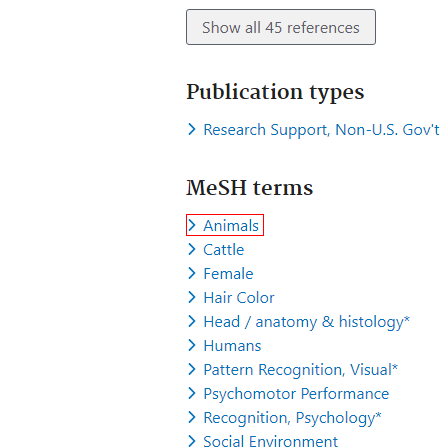 Show all 45 references
Publication types
Research Support, Non-U.S. Gov't
MeSH terms
Animals
Cattle
Female
Hair Color
Head / anatomy & histology*
Humans
Pattern Recognition, Visual*
Psychomotor Performance
Recognition, Psychology*
Social Environment